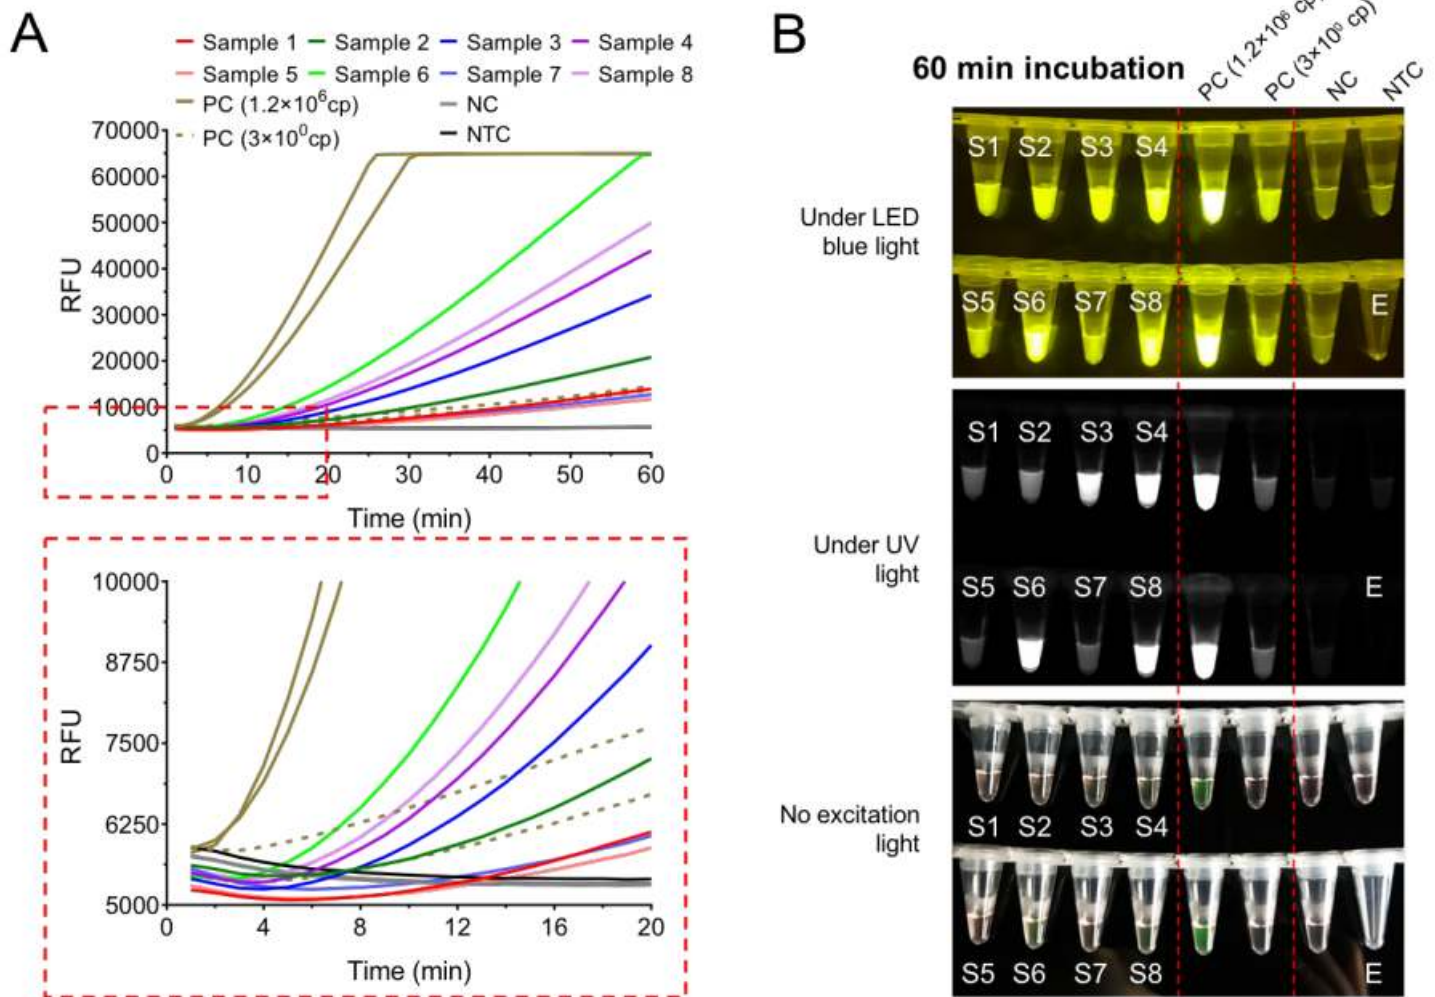 A
Sample 1 Sample 2 Sample 3 Sample 4
Sample 5 Sample 6 Sample 7 Sample 8
PC (1.2×10⁶cp) NC
PC (3×10⁰cp) NTC
70000
60000
50000
40000
30000
20000
10000
0
RFU
0 10 20 30 40 50 60
Time (min)
10000
8750
7500
6250
5000
RFU
0 4 8 12 16 20
Time (min)
B
60 min incubation
PC (1.2×10⁶ cp)
PC (3×10⁰ cp)
NC
NTC
Under LED
blue light
S1 S2 S3 S4
S5 S6 S7 S8 E
Under UV
light
S1 S2 S3 S4
S5 S6 S7 S8 E
No excitation
light
S1 S2 S3 S4
S5 S6 S7 S8 E